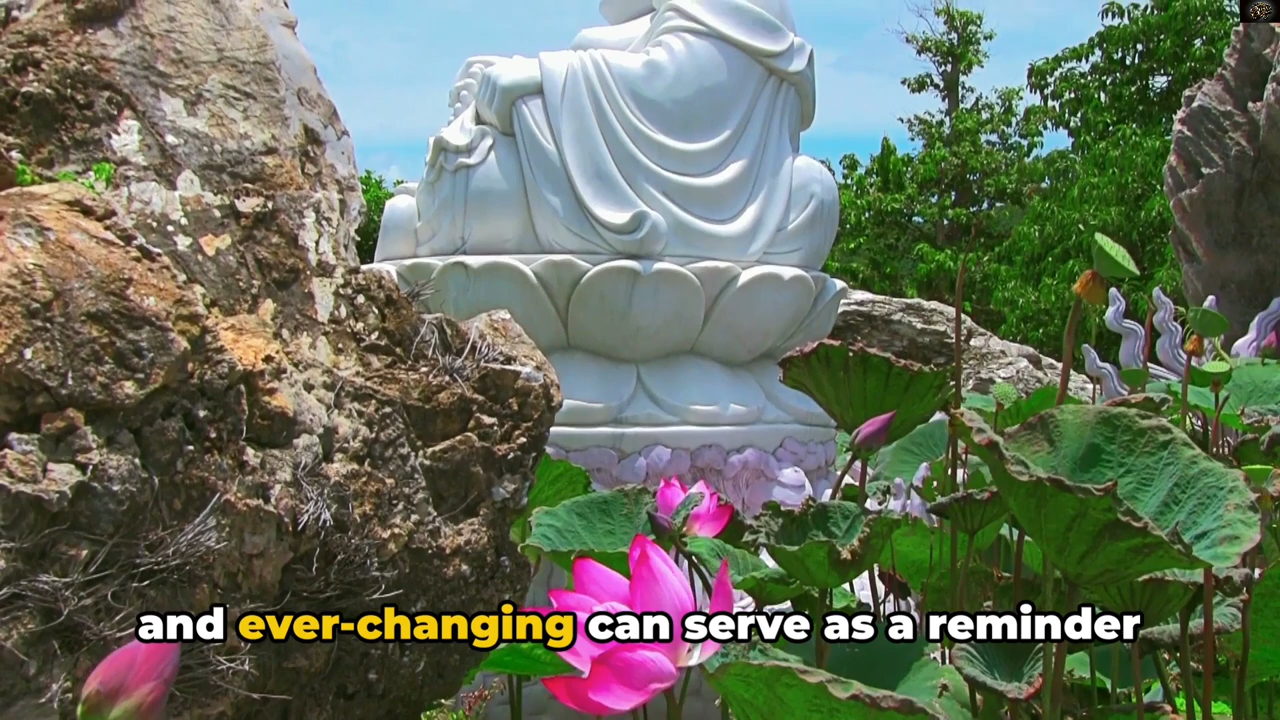 and ever-changing can serve as a reminder